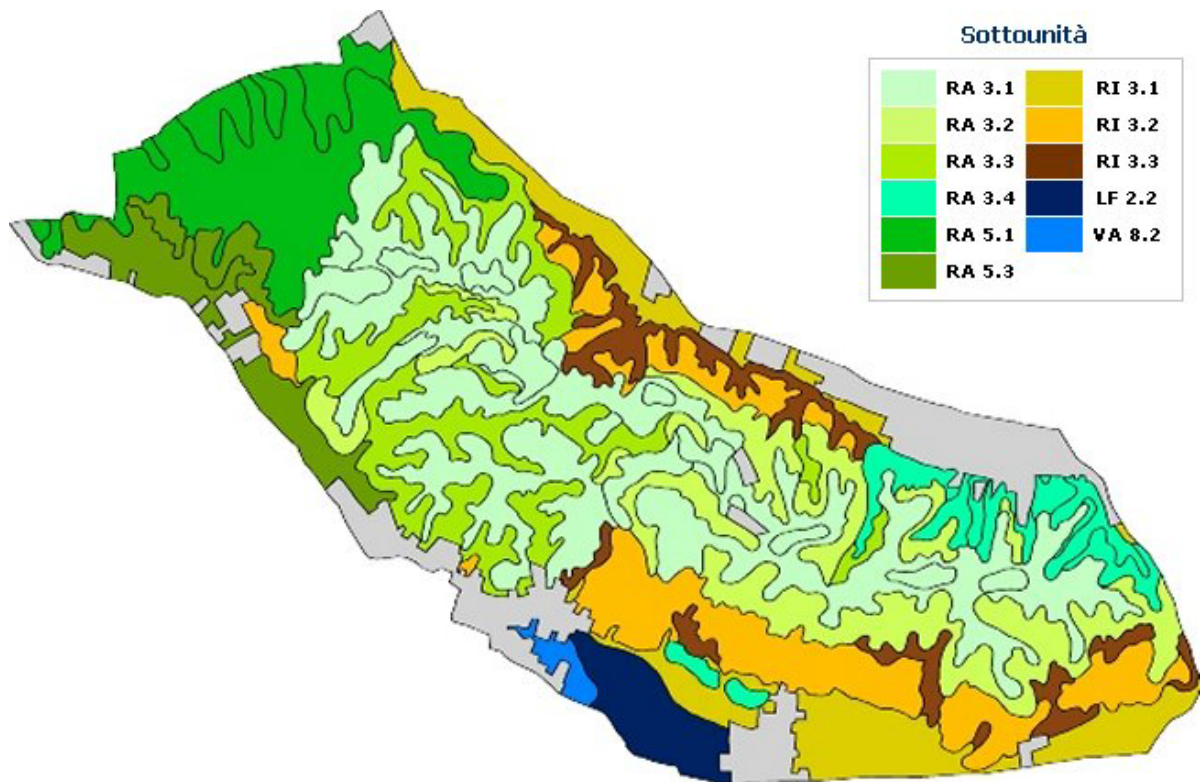 Sottounità
RA 3.1 RI 3.1
RA 3.2 RI 3.2
RA 3.3 RI 3.3
RA 3.4 LF 2.2
RA 5.1 VA 8.2
RA 5.3